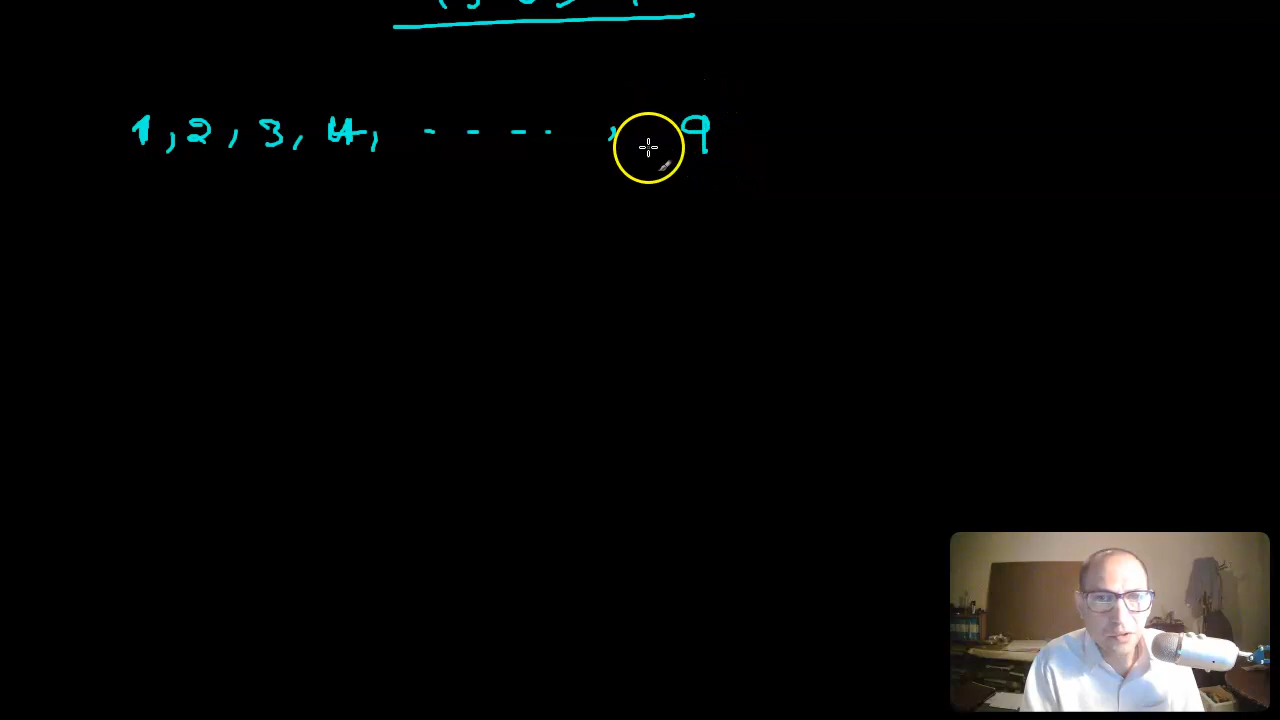 1, 2, 3, 4, - - - - , 9